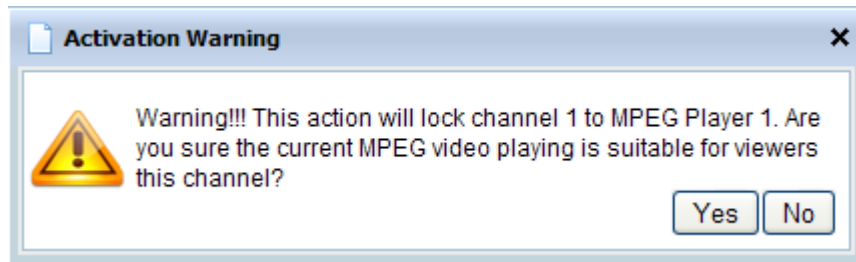 Activation Warning
Warning!!! This action will lock channel 1 to MPEG Player 1. Are
you sure the current MPEG video playing is suitable for viewers
this channel?
Yes No